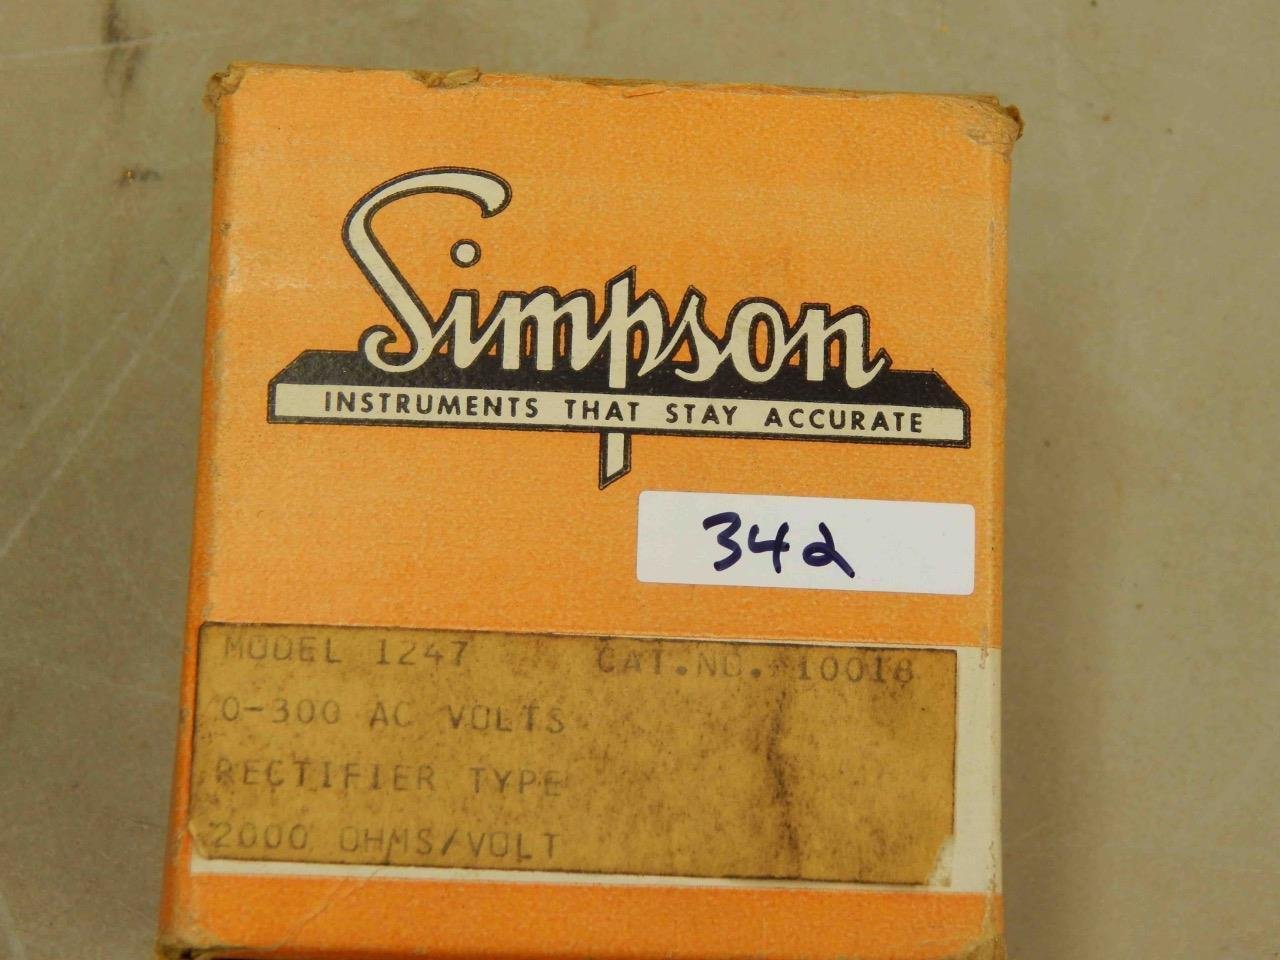 Simpson
INSTRUMENTS THAT STAY ACCURATE
342
MODEL 1247 CAT.NO. 10018
0-300 AC VOLTS
RECTIFIER TYPE
2000 OHMS/VOLT